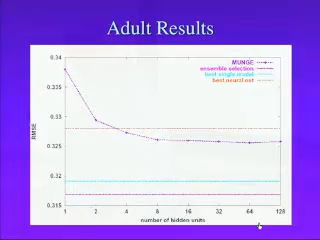 Adult Results
0.34
0.335
0.33
0.325
0.32
0.315
RMSE
MUNGE
ensemble selection
best single model
best neural net
1 2 4 8 16 32 64 128
number of hidden units